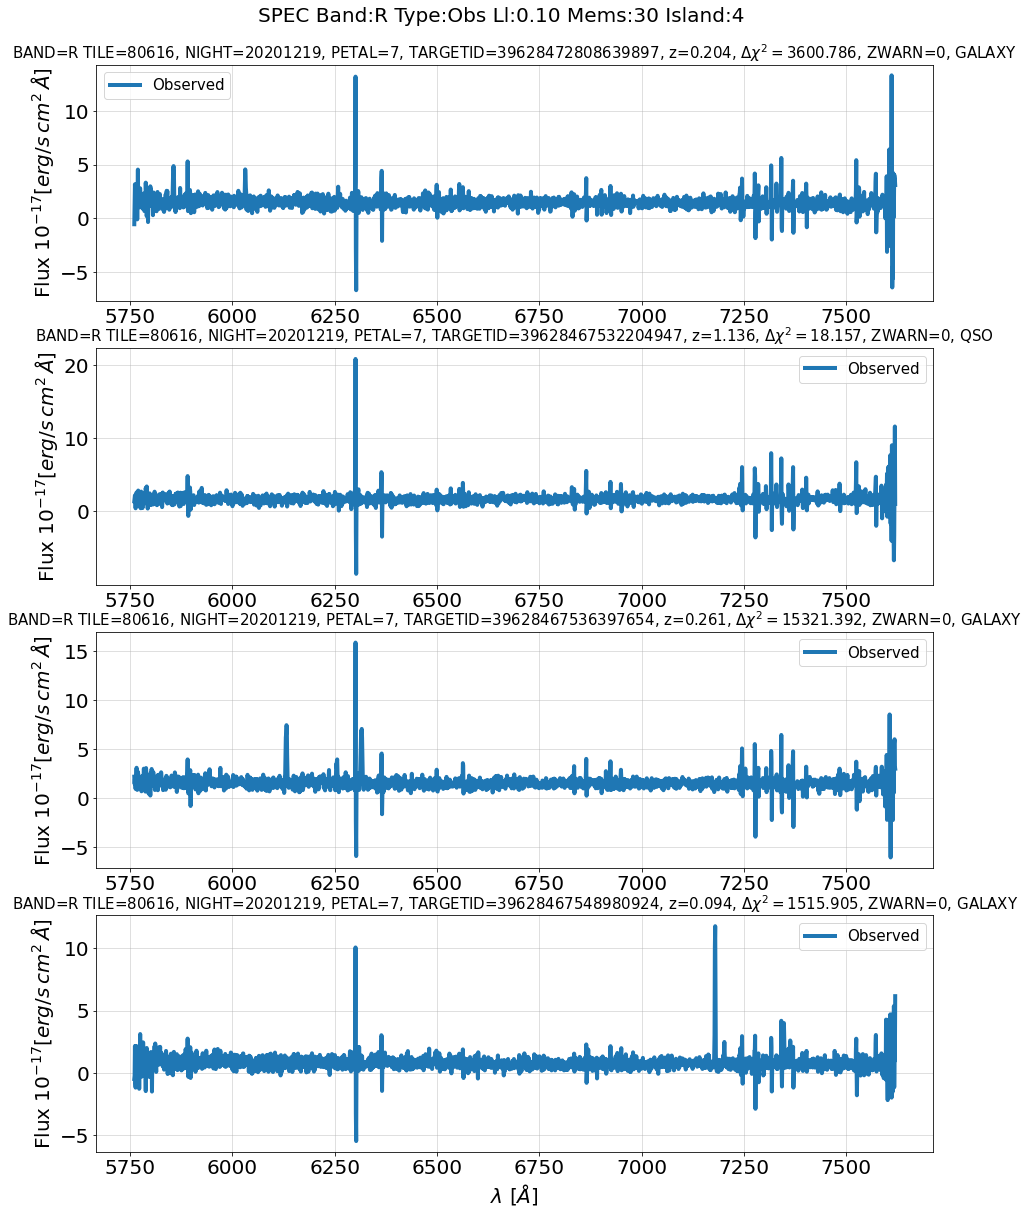 SPEC Band:R Type:Obs Ll:0.10 Mems:30 Island:4
BAND=R TILE=80616, NIGHT=20201219, PETAL=7, TARGETID=39628472808639897, z=0.204, Δχ² = 3600.786, ZWARN=0, GALAXY
Observed
Flux 10⁻¹⁷[erg/s cm² Å]
10
5
0
−5
5750 6000 6250 6500 6750 7000 7250 7500
BAND=R TILE=80616, NIGHT=20201219, PETAL=7, TARGETID=39628467532204947, z=1.136, Δχ² = 18.157, ZWARN=0, QSO
Observed
Flux 10⁻¹⁷[erg/s cm² Å]
20
10
0
5750 6000 6250 6500 6750 7000 7250 7500
BAND=R TILE=80616, NIGHT=20201219, PETAL=7, TARGETID=39628467536397654, z=0.261, Δχ² = 15321.392, ZWARN=0, GALAXY
Observed
Flux 10⁻¹⁷[erg/s cm² Å]
15
10
5
0
−5
5750 6000 6250 6500 6750 7000 7250 7500
BAND=R TILE=80616, NIGHT=20201219, PETAL=7, TARGETID=39628467548980924, z=0.094, Δχ² = 1515.905, ZWARN=0, GALAXY
Observed
Flux 10⁻¹⁷[erg/s cm² Å]
10
5
0
−5
5750 6000 6250 6500 6750 7000 7250 7500
λ [Å]